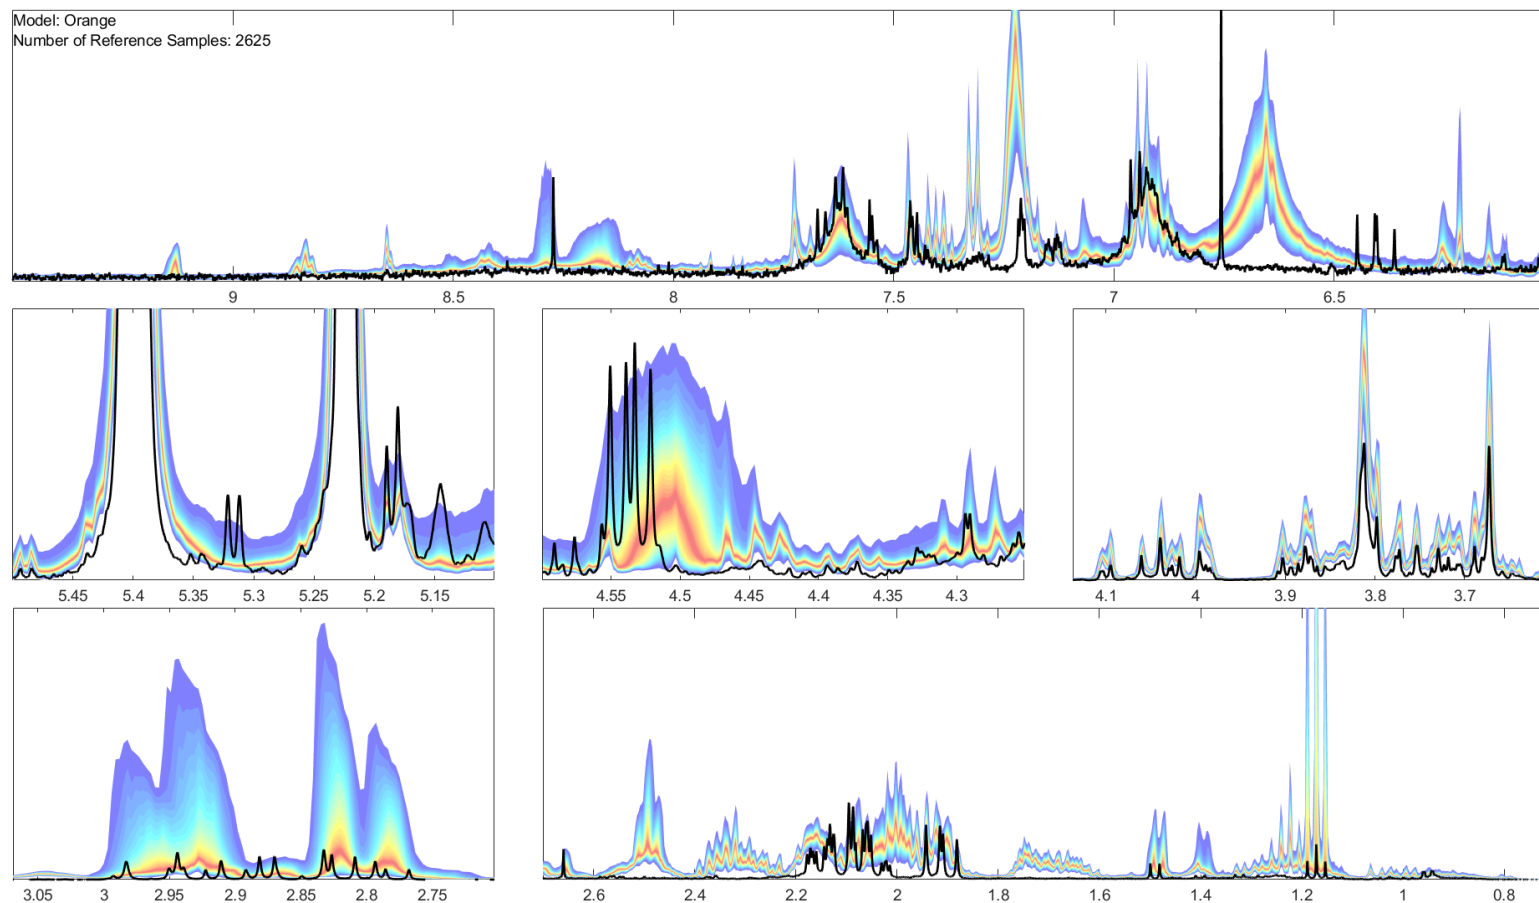 Model: Orange
Number of Reference Samples: 2625
9 8.5 8 7.5 7 6.5
5.45 5.4 5.35 5.3 5.25 5.2 5.15
4.55 4.5 4.45 4.4 4.35 4.3
4.1 4 3.9 3.8 3.7
3.05 3 2.95 2.9 2.85 2.8 2.75
2.6 2.4 2.2 2 1.8 1.6 1.4 1.2 1 0.8